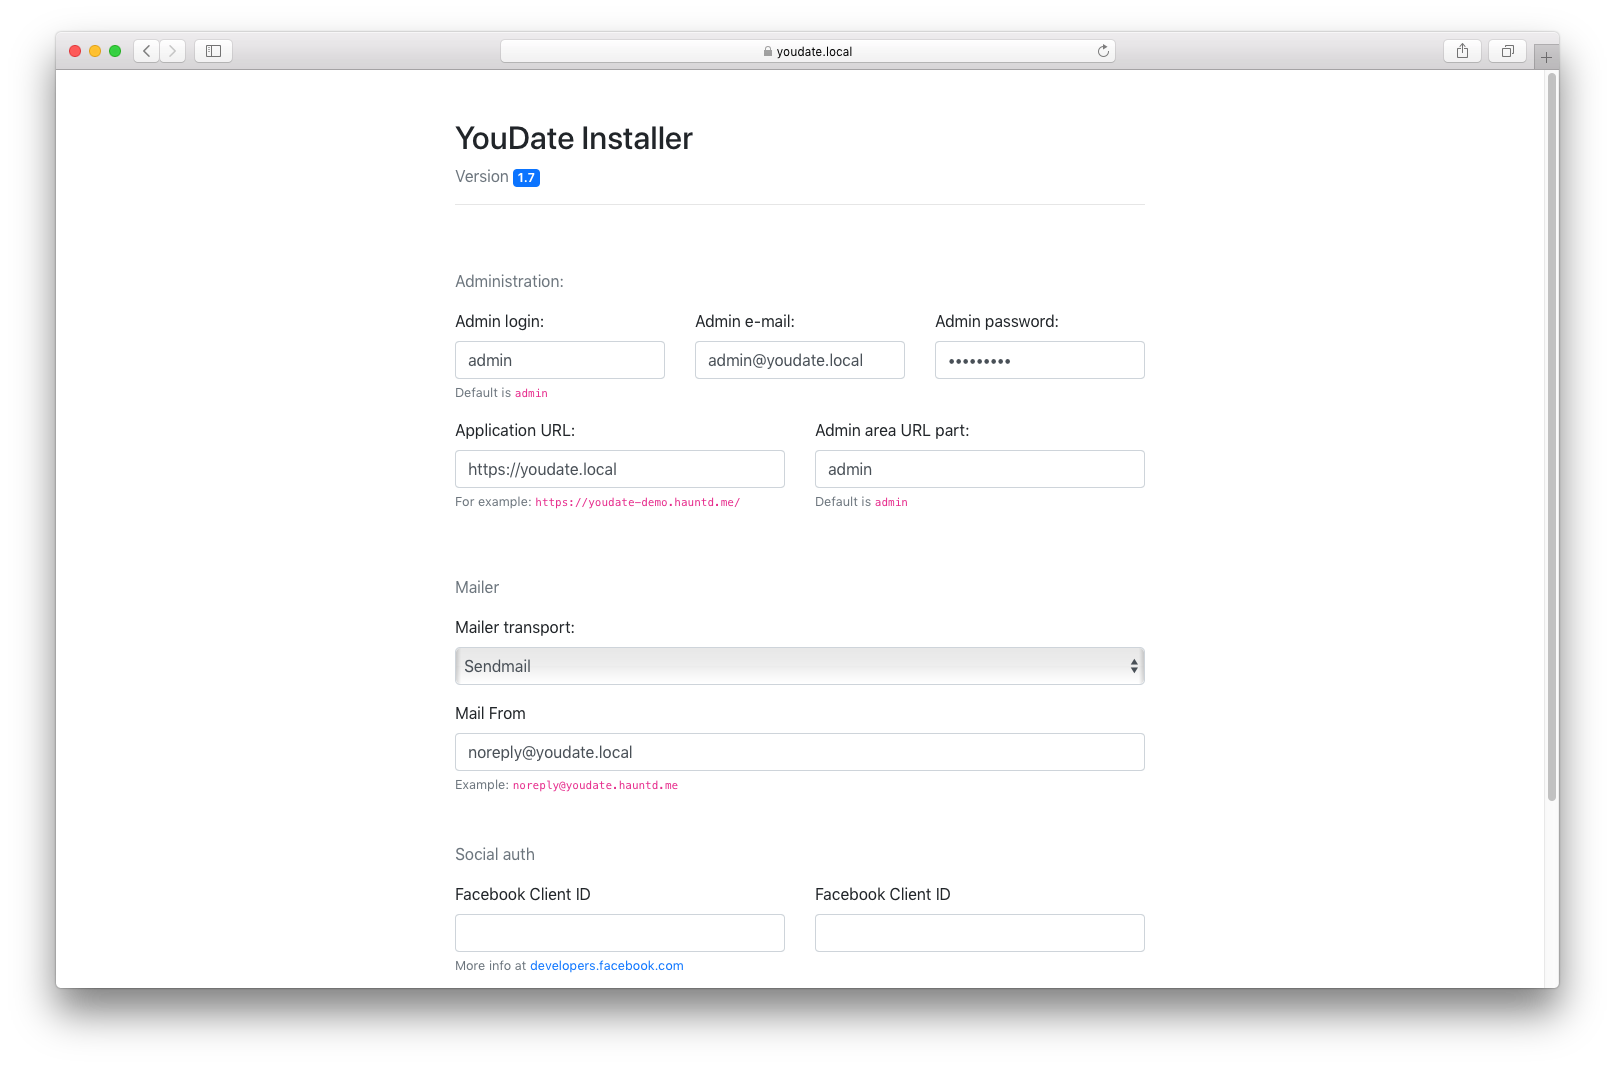 youdate.local
YouDate Installer
Version 1.7
Administration:
Admin login: Admin e-mail: Admin password:
admin admin@youdate.local •••••••••
Default is admin
Application URL: Admin area URL part:
https://youdate.local admin
For example: https://youdate-demo.hauntd.me/ Default is admin
Mailer
Mailer transport:
Sendmail
Mail From
noreply@youdate.local
Example: noreply@youdate.hauntd.me
Social auth
Facebook Client ID Facebook Client ID
More info at developers.facebook.com